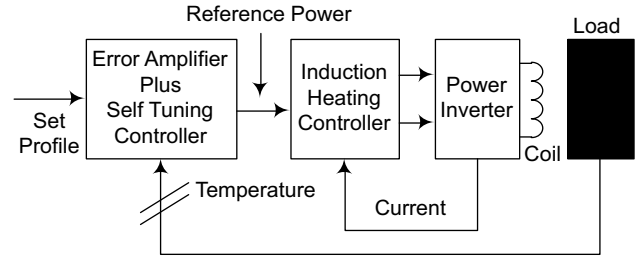 Reference Power
Load
Error Amplifier
Plus
Self Tuning
Controller
Induction
Heating
Controller
Power
Inverter
Set
Profile
Coil
Temperature
Current